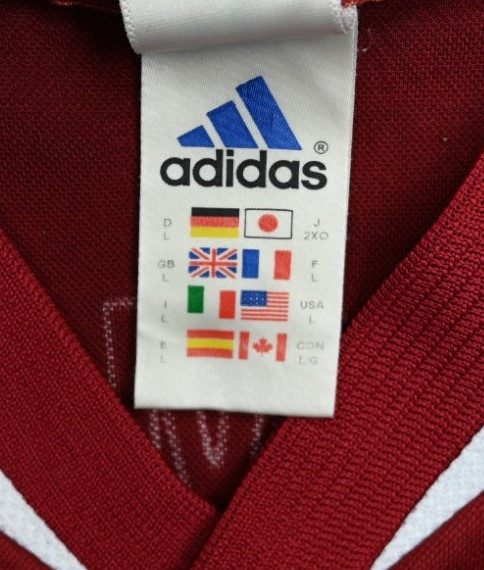 adidas®
D J
L 2XO
GB F
L L
I USA
L L
E CDN
L L/G